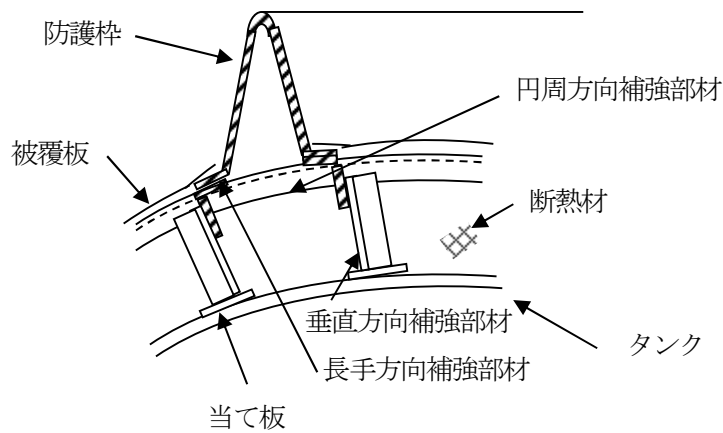 防護枠
円周方向補強部材
被覆板
断熱材
垂直方向補強部材
タンク
長手方向補強部材
当て板